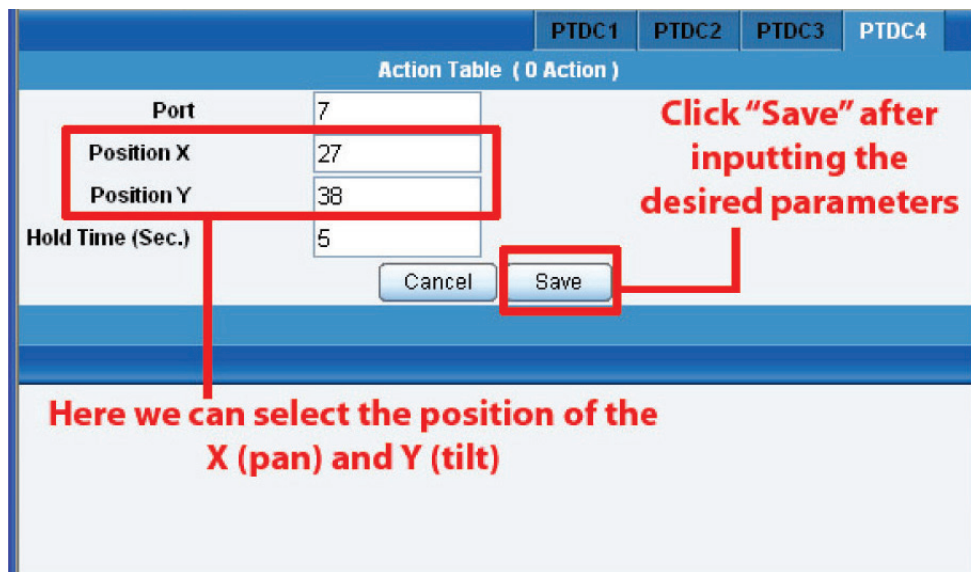 PTDC1 PTDC2 PTDC3 PTDC4
Action Table ( 0 Action )
Port 7
Position X 27
Position Y 38
Hold Time (Sec.) 5
Cancel Save
Click “Save” after
inputting the
desired parameters
Here we can select the position of the
X (pan) and Y (tilt)